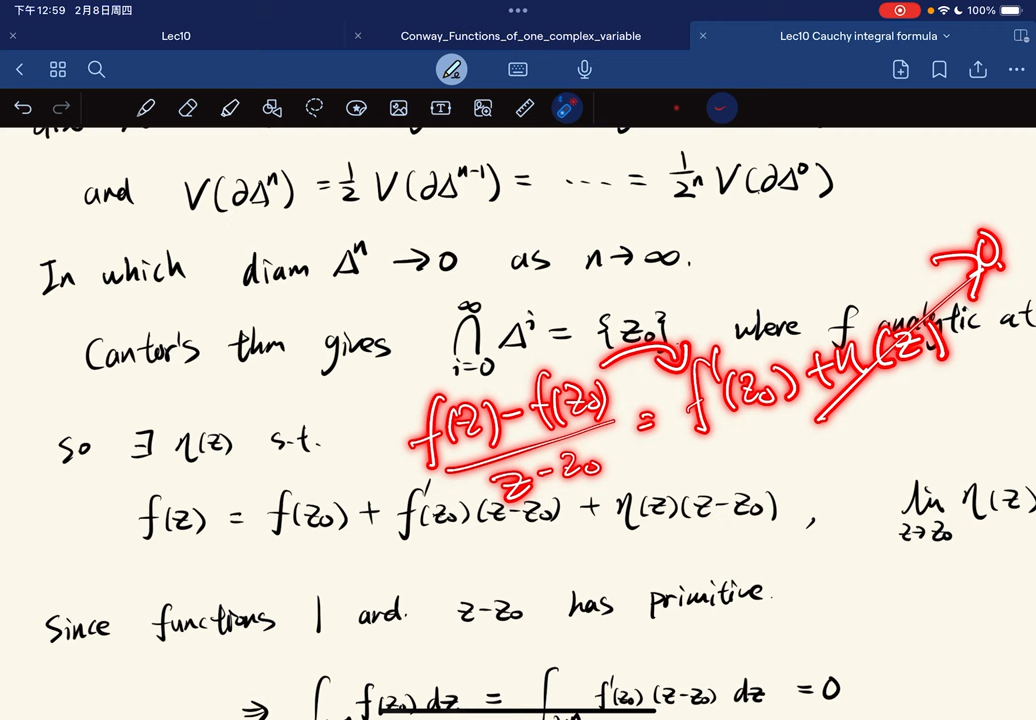 下午12:59 2月8日周四
100%
Lec10
Conway_Functions_of_one_complex_variable
Lec10 Cauchy integral formula
and V(∂Δⁿ) = 1/2 V(∂Δⁿ⁻¹) = ···· = 1/2ⁿ V(∂Δ⁰)
In which diam Δⁿ → 0 as n → ∞.
Cantor's thm gives ∩_{i=0}^{∞} Δⁱ = {z₀} where f analytic at
(f(z) - f(z₀))/(z - z₀) = f'(z₀) + η(z) → 0
so ∃ η(z) s.t.
f(z) = f(z₀) + f'(z₀)(z-z₀) + η(z)(z-z₀) , lim_{z→z₀} η(z)
Since functions 1 and. z-z₀ has primitive.
⇒ ∫ f(z₀) dz = ∫ f'(z₀)(z-z₀) dz = 0